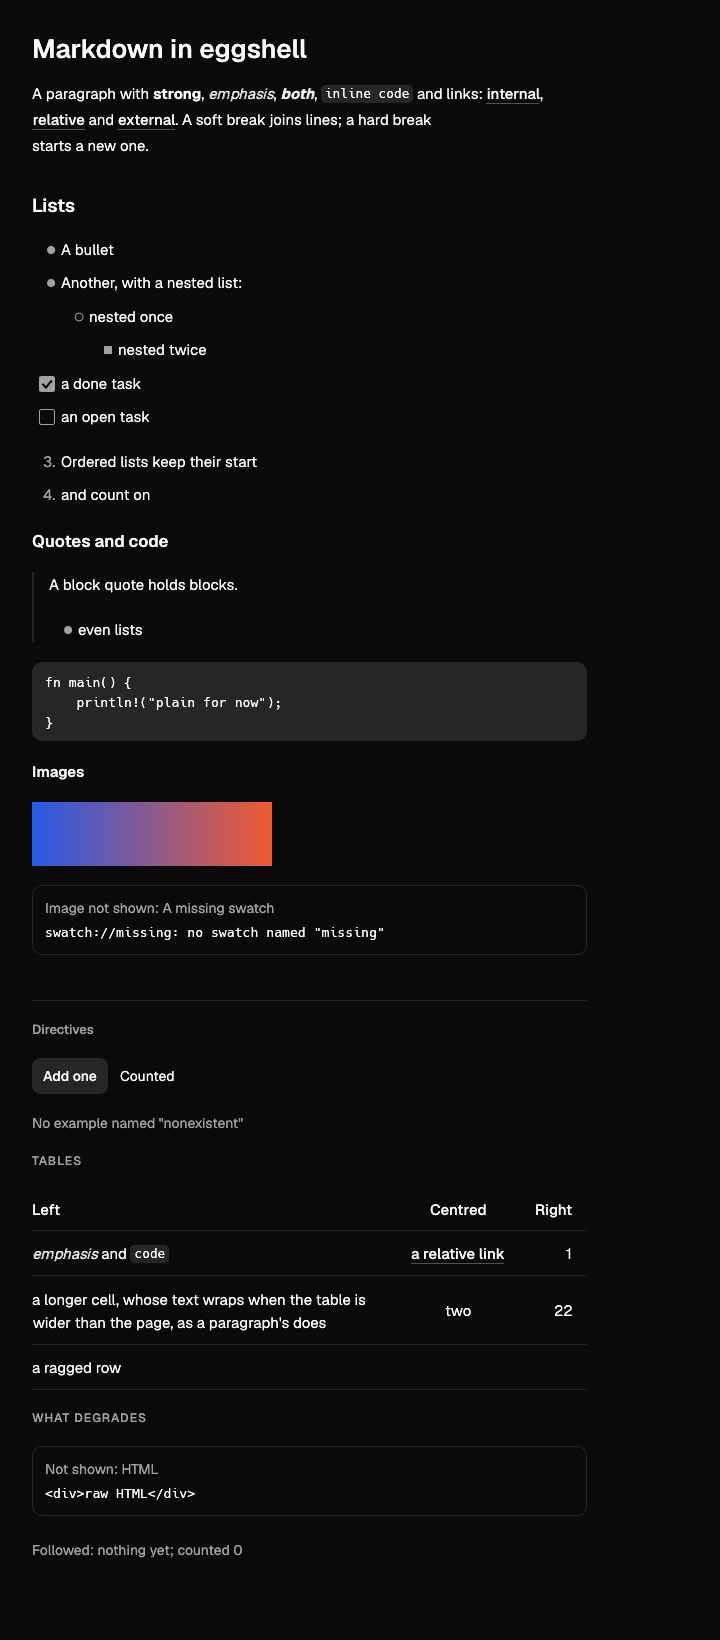 Markdown in eggshell
A paragraph with strong, emphasis, both, inline code and links: internal,
relative and external. A soft break joins lines; a hard break
starts a new one.
Lists
A bullet
Another, with a nested list:
nested once
nested twice
a done task
an open task
3. Ordered lists keep their start
4. and count on
Quotes and code
A block quote holds blocks.
even lists
fn main() {
    println!("plain for now");
}
Images
Image not shown: A missing swatch
swatch://missing: no swatch named "missing"
Directives
Add one Counted
No example named "nonexistent"
TABLES
Left Centred Right
emphasis and code a relative link 1
a longer cell, whose text wraps when the table is
wider than the page, as a paragraph's does two 22
a ragged row
WHAT DEGRADES
Not shown: HTML
<div>raw HTML</div>
Followed: nothing yet; counted 0